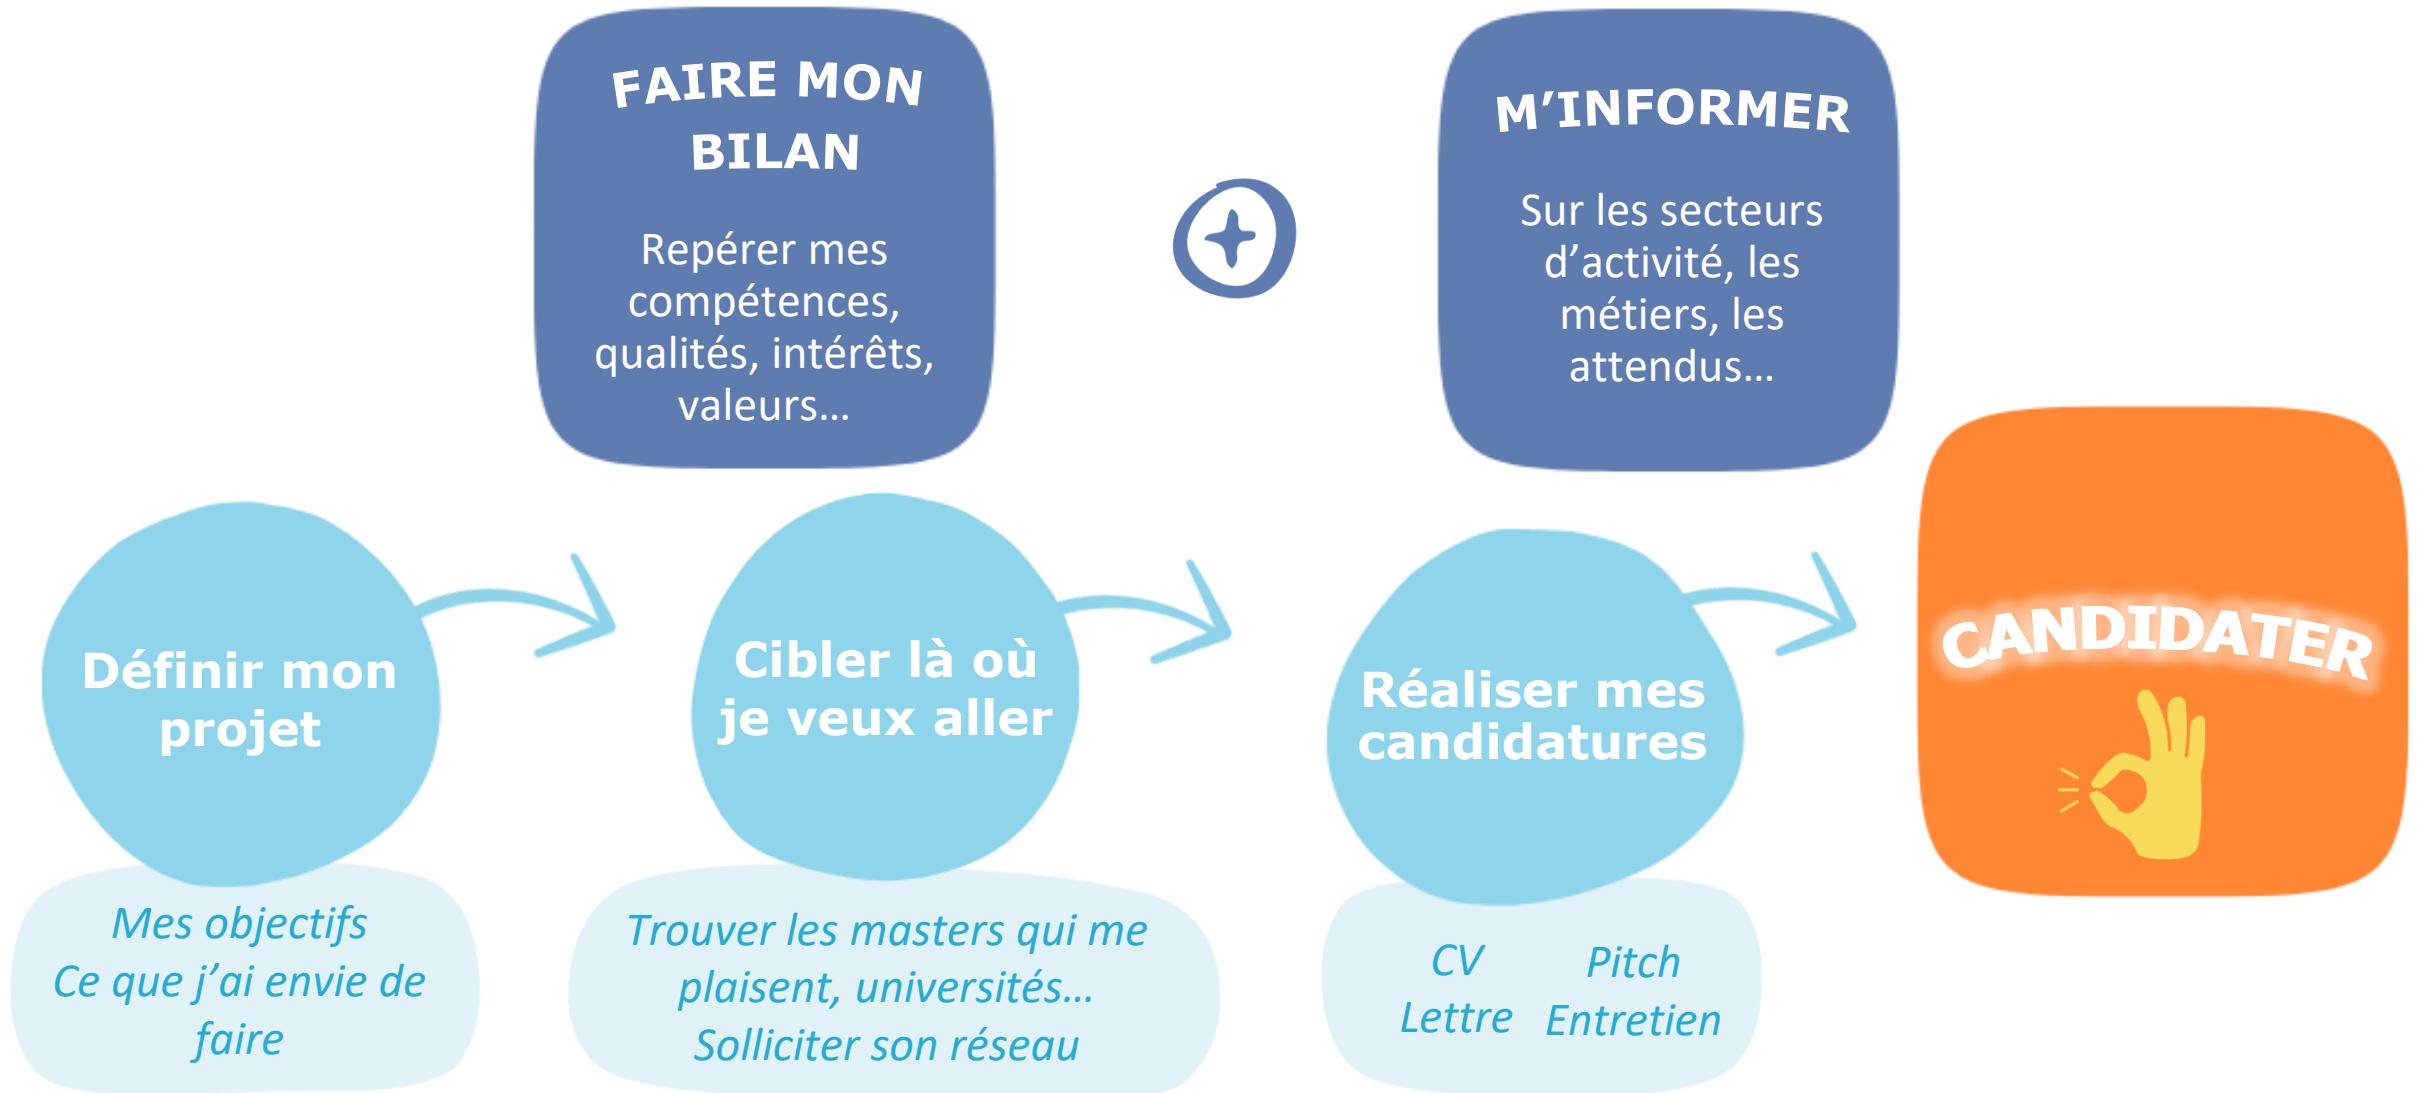 FAIRE MON
BILAN
Repérer mes
compétences,
qualités, intérêts,
valeurs…
M’INFORMER
Sur les secteurs
d’activité, les
métiers, les
attendus…
Définir mon
projet
Mes objectifs
Ce que j’ai envie de
faire
Cibler là où
je veux aller
Trouver les masters qui me
plaisent, universités…
Solliciter son réseau
Réaliser mes
candidatures
CV
Lettre
Pitch
Entretien
CANDIDATER